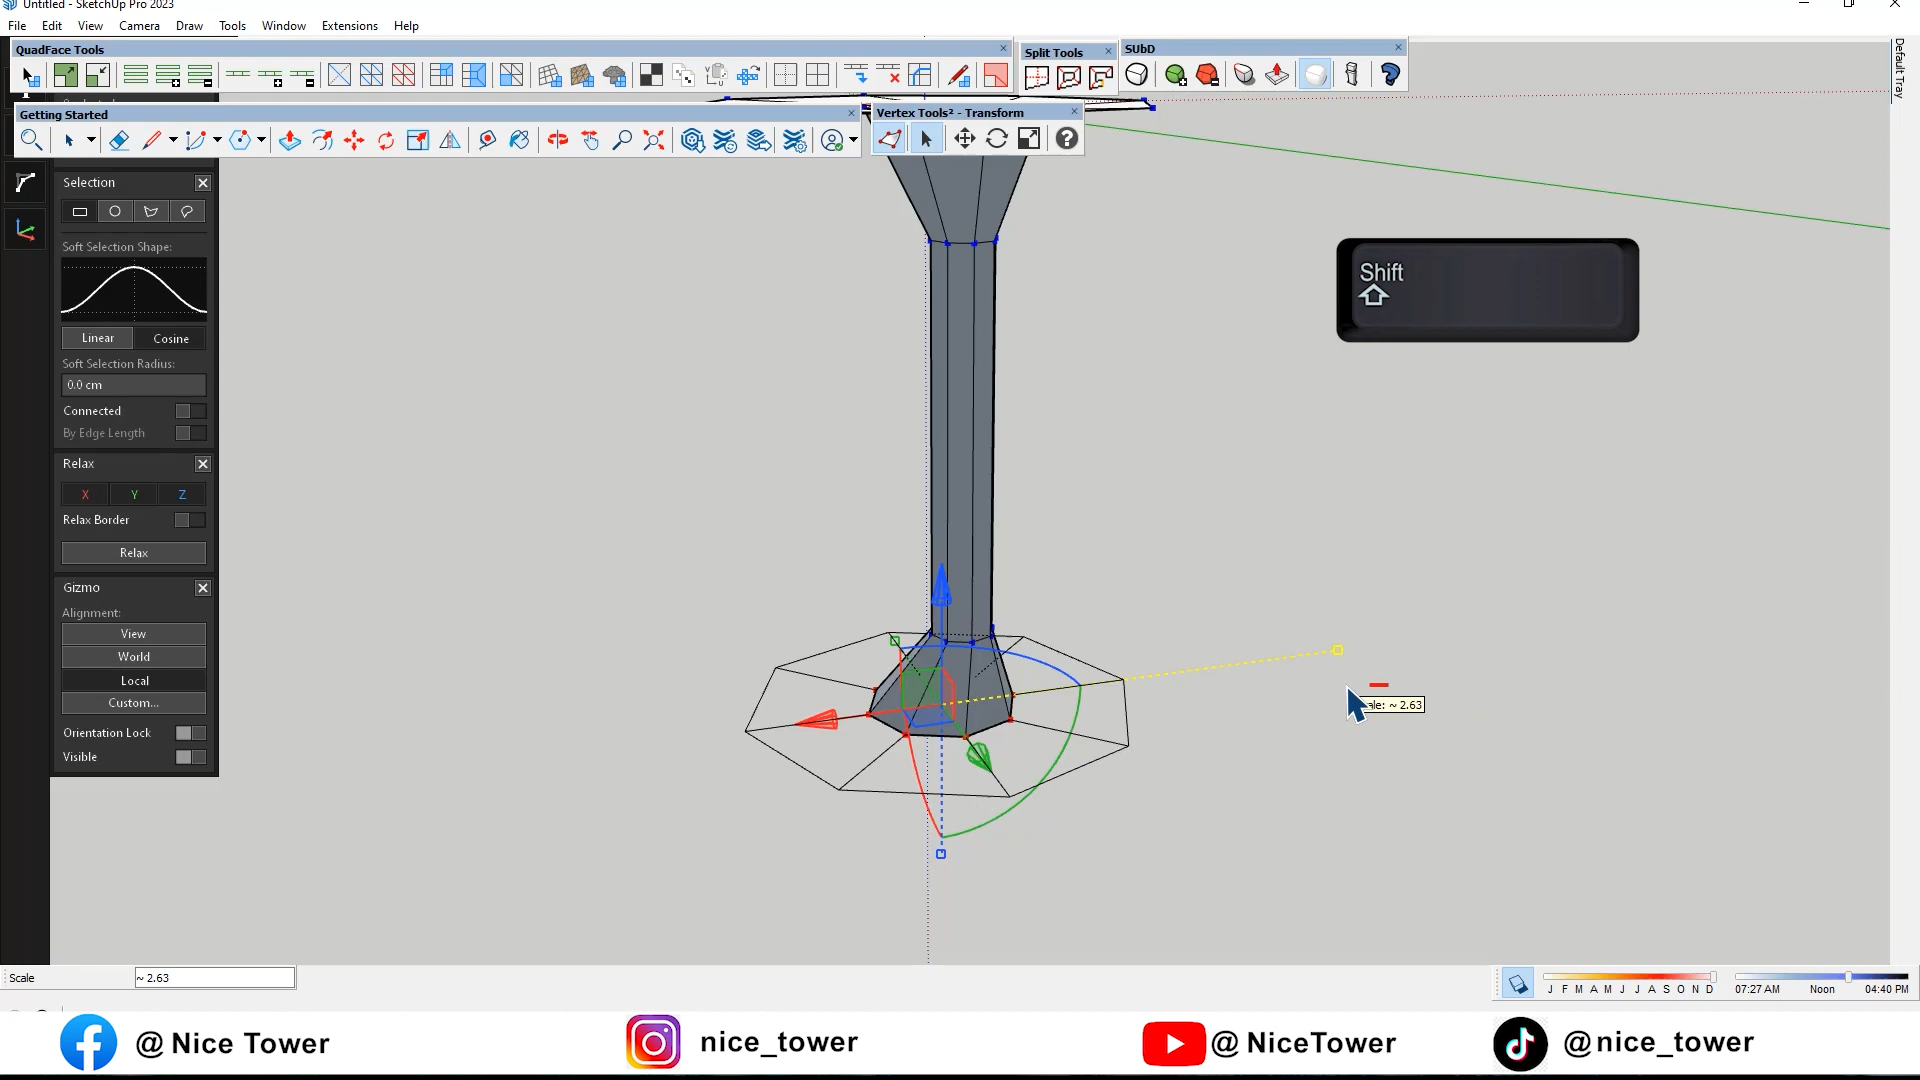 Untitled - SketchUp Pro 2023
File Edit View Camera Draw Tools Window Extensions Help
QuadFace Tools
Split Tools
SUbD
Default Tray
Getting Started
Vertex Tools² - Transform
Selection
Soft Selection Shape:
Linear Cosine
Soft Selection Radius:
0.0 cm
Connected
By Edge Length
Relax
X Y Z
Relax Border
Relax
Gizmo
Alignment:
View
World
Local
Custom...
Orientation Lock
Visible
Shift
~ 2.63
Scale ~ 2.63
J F M A M J J A S O N D
07:27 AM Noon 04:40 PM
@ Nice Tower
nice_tower
@ NiceTower
@nice_tower